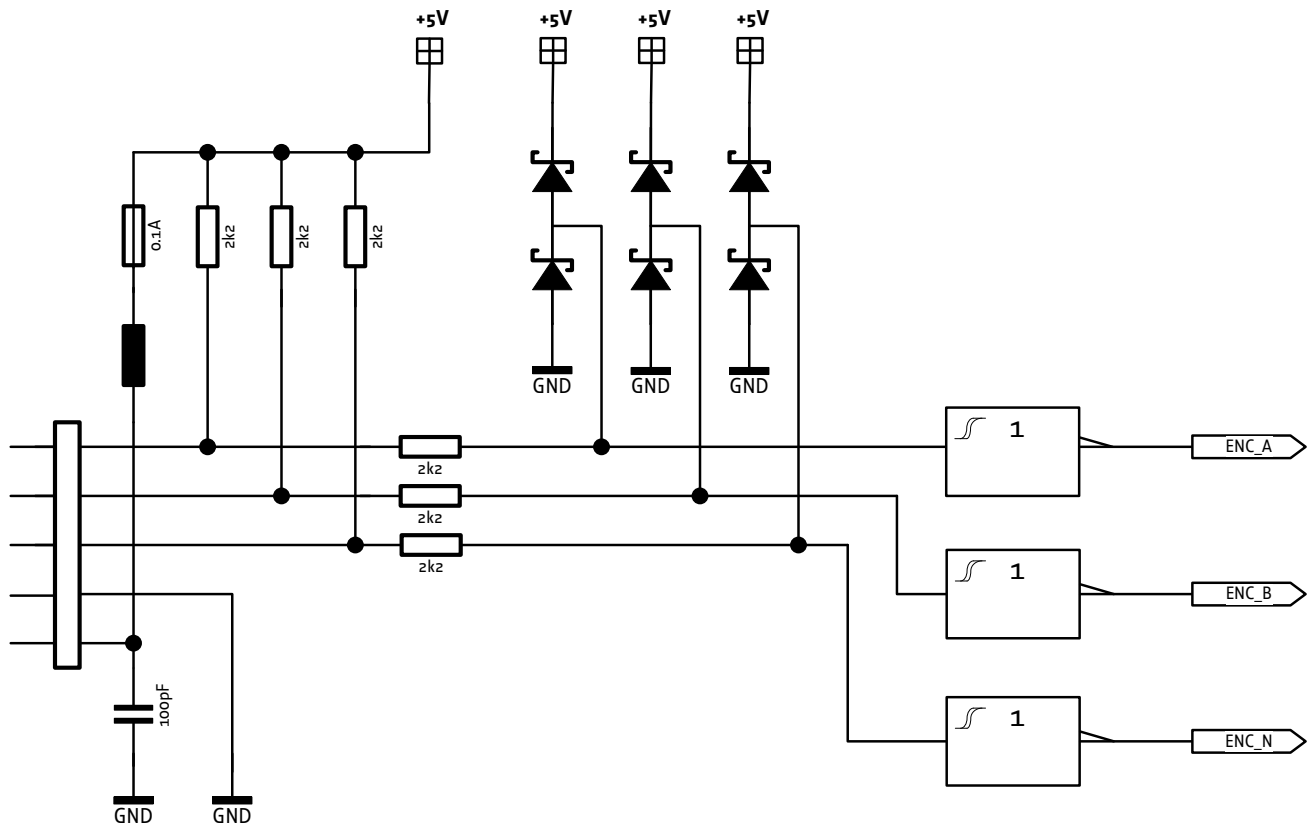 +5V
+5V
+5V
+5V
0.1A
2k2
2k2
2k2
GND
GND
GND
2k2
2k2
2k2
1
ENC_A
1
ENC_B
1
ENC_N
100pF
GND
GND